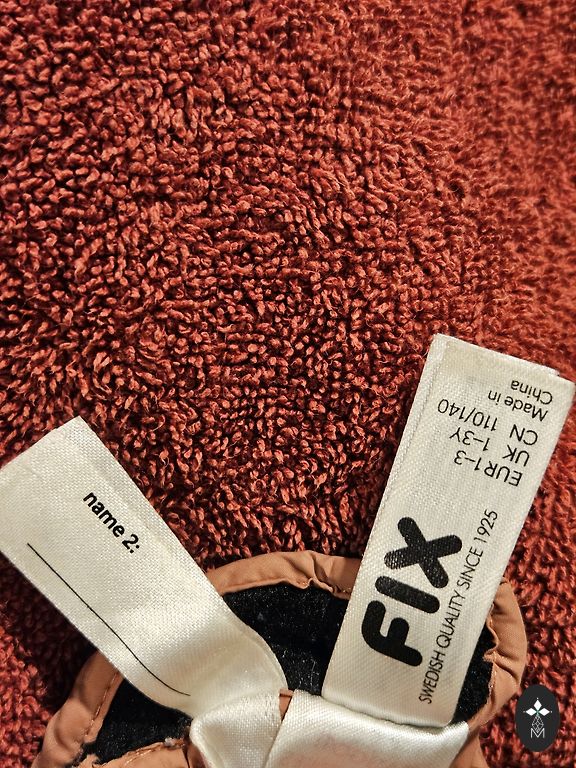 name 2:
FIX
SWEDISH QUALITY SINCE 1925
EUR1-3
UK 1-3Y
CN 110/140
Made in
China